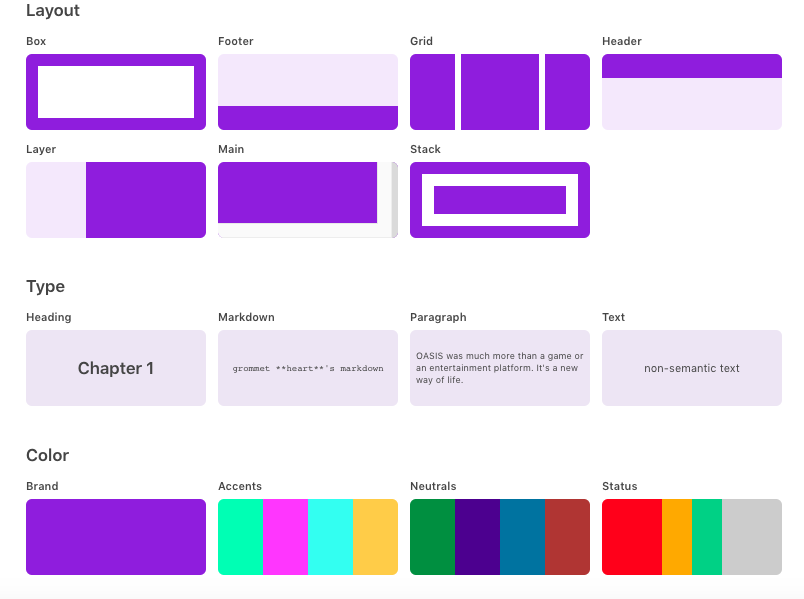 Layout
Box
Footer
Grid
Header
Layer
Main
Stack
Type
Heading
Markdown
Paragraph
Text
Chapter 1
grommet **heart**'s markdown
OASIS was much more than a game or
an entertainment platform. It's a new
way of life.
non-semantic text
Color
Brand
Accents
Neutrals
Status